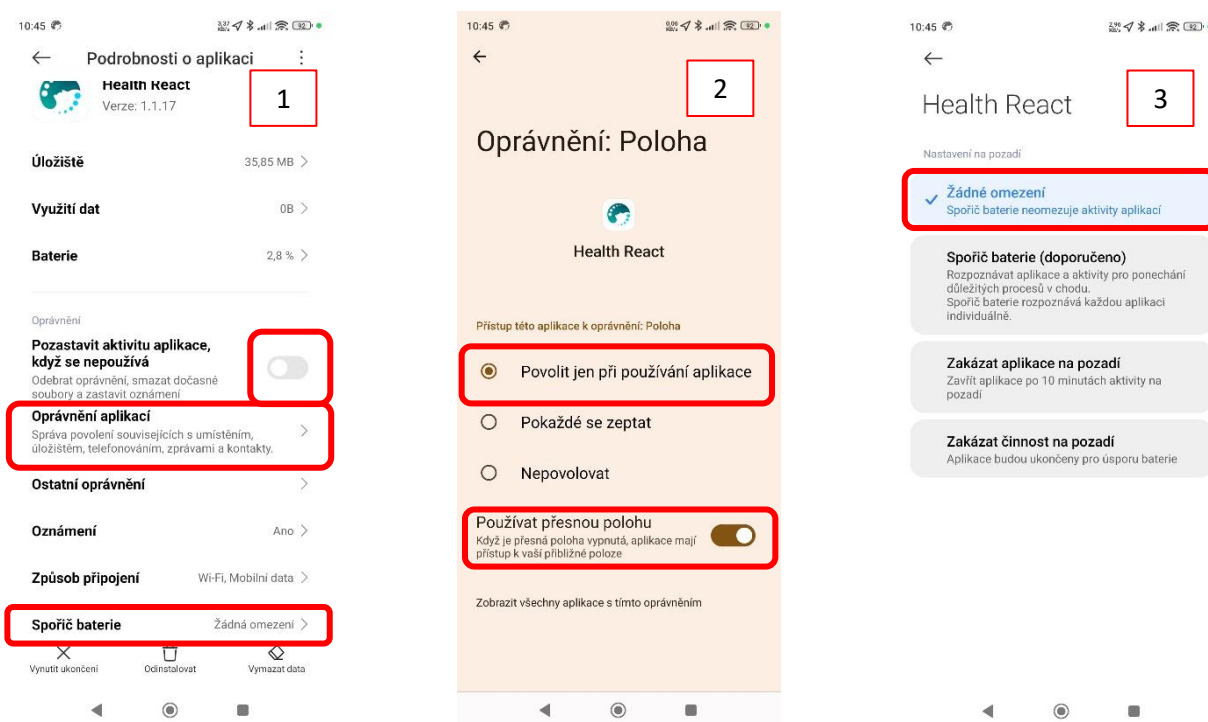 10:45
3,37
KB/s
92
Podrobnosti o aplikaci
Health React
Verze: 1.1.17
1
Úložiště
35,85 MB
Využití dat
0B
Baterie
2,8 %
Oprávnění
Pozastavit aktivitu aplikace,
když se nepoužívá
Odebrat oprávnění, smazat dočasné
soubory a zastavit oznámení
Oprávnění aplikací
Správa povolení souvisejících s umístěním,
úložištěm, telefonováním, zprávami a kontakty.
Ostatní oprávnění
Oznámení
Ano
Způsob připojení
Wi-Fi, Mobilní data
Spořič baterie
Žádná omezení
Vynutit ukončení
Odinstalovat
Vymazat data
10:45
92
2
Oprávnění: Poloha
Health React
Přístup této aplikace k oprávnění: Poloha
Povolit jen při používání aplikace
Pokaždé se zeptat
Nepovolovat
Používat přesnou polohu
Když je přesná poloha vypnutá, aplikace mají
přístup k vaší přibližné poloze
Zobrazit všechny aplikace s tímto oprávněním
10:45
92
3
Health React
Nastavení na pozadí
Žádné omezení
Spořič baterie neomezuje aktivity aplikací
Spořič baterie (doporučeno)
Rozpoznávat aplikace a aktivity pro ponechání
důležitých procesů v chodu.
Spořič baterie rozpoznává každou aplikaci
individuálně.
Zakázat aplikace na pozadí
Zavřít aplikace po 10 minutách aktivity na
pozadí
Zakázat činnost na pozadí
Aplikace budou ukončeny pro úsporu baterie